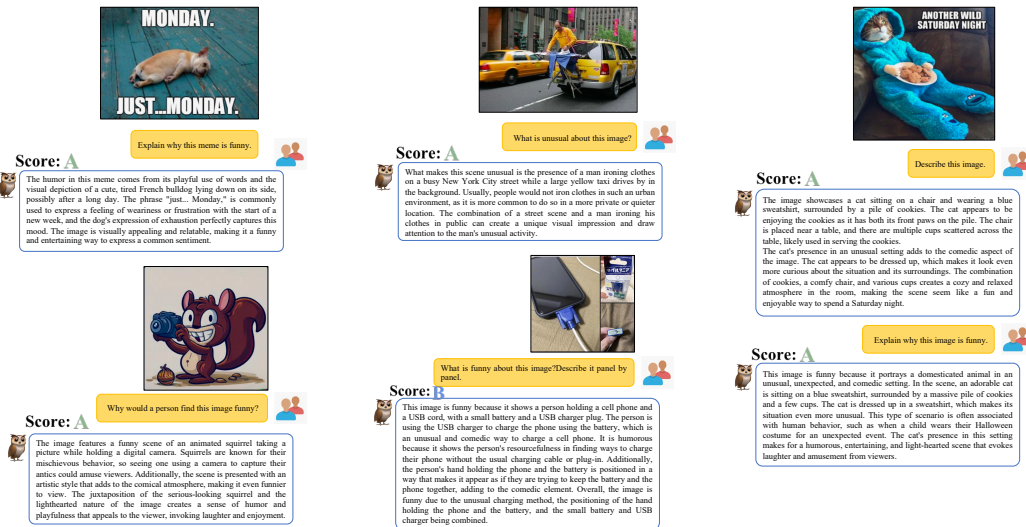 MONDAY.
JUST...MONDAY.
Explain why this meme is funny.
Score: A
The humor in this meme comes from its playful use of words and the
visual depiction of a cute, tired French bulldog lying down on its side,
possibly after a long day. The phrase "just... Monday," is commonly
used to express a feeling of weariness or frustration with the start of a
new week, and the dog's expression of exhaustion perfectly captures this
mood. The image is visually appealing and relatable, making it a funny
and entertaining way to express a common sentiment.
Why would a person find this image funny?
Score: A
The image features a funny scene of an animated squirrel taking a
picture while holding a digital camera. Squirrels are known for their
mischievous behavior, so seeing one using a camera to capture their
antics could amuse viewers. Additionally, the scene is presented with an
artistic style that adds to the comical atmosphere, making it even funnier
to view. The juxtaposition of the serious-looking squirrel and the
lighthearted nature of the image creates a sense of humor and
playfulness that appeals to the viewer, invoking laughter and enjoyment.
What is unusual about this image?
Score: A
What makes this scene unusual is the presence of a man ironing clothes
on a busy New York City street while a large yellow taxi drives by in
the background. Usually, people would not iron clothes in such an urban
environment, as it is more common to do so in a more private or quieter
location. The combination of a street scene and a man ironing his
clothes in public can create a unique visual impression and draw
attention to the man's unusual activity.
What is funny about this image?Describe it panel by
panel.
Score: B
This image is funny because it shows a person holding a cell phone and
a USB cord, with a small battery and a USB charger plug. The person is
using the USB charger to charge the phone using the battery, which is
an unusual and comedic way to charge a cell phone. It is humorous
because it shows the person's resourcefulness in finding ways to charge
their phone without the usual charging cable or plug-in. Additionally,
the person's hand holding the phone and the battery is positioned in a
way that makes it appear as if they are trying to keep the battery and the
phone together, adding to the comedic element. Overall, the image is
funny due to the unusual charging method, the positioning of the hand
holding the phone and the battery, and the small battery and USB
charger being combined.
ANOTHER WILD
SATURDAY NIGHT
Describe this image.
Score: A
The image showcases a cat sitting on a chair and wearing a blue
sweatshirt, surrounded by a pile of cookies. The cat appears to be
enjoying the cookies as it has both its front paws on the pile. The chair
is placed near a table, and there are multiple cups scattered across the
table, likely used in serving the cookies.
The cat's presence in an unusual setting adds to the comedic aspect of
the image. The cat appears to be dressed up, which makes it look even
more curious about the situation and its surroundings. The combination
of cookies, a comfy chair, and various cups creates a cozy and relaxed
atmosphere in the room, making the scene seem like a fun and
enjoyable way to spend a Saturday night.
Explain why this image is funny.
Score: A
This image is funny because it portrays a domesticated animal in an
unusual, unexpected, and comedic setting. In the scene, an adorable cat
is sitting on a blue sweatshirt, surrounded by a massive pile of cookies
and a few cups. The cat is dressed up in a sweatshirt, which makes its
situation even more unusual. This type of scenario is often associated
with human behavior, such as when a child wears their Halloween
costume for an unexpected event. The cat's presence in this setting
makes for a humorous, entertaining, and light-hearted scene that evokes
laughter and amusement from viewers.